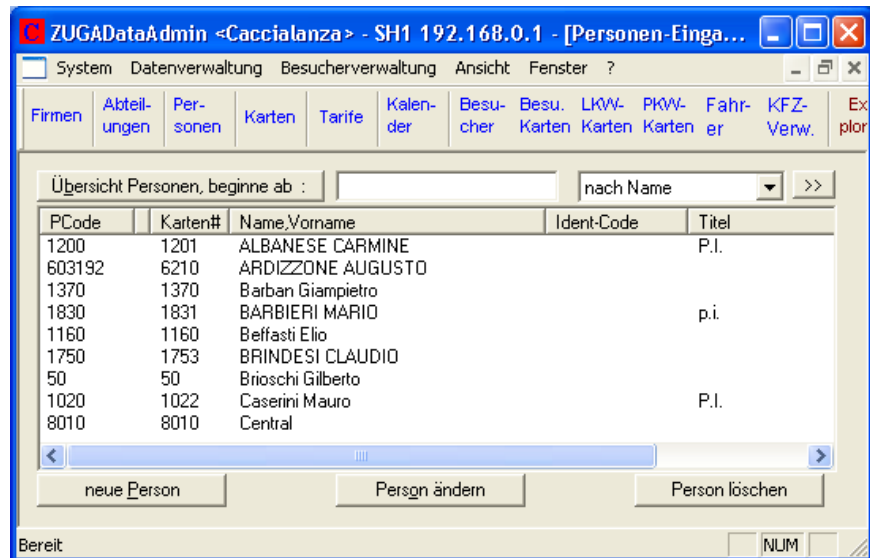 C ZUGADataAdmin <Caccialanza> - SH1 192.168.0.1 - [Personen-Einga...
System Datenverwaltung Besucherverwaltung Ansicht Fenster ?
Firmen Abteil- Per- Karten Tarife Kalen- Besu- Besu. LKW- PKW- Fahr- KFZ- Ex
ungen sonen der cher Karten Karten Karten er Verw. plor
Übersicht Personen, beginne ab : nach Name >>
PCode Karten# Name,Vorname Ident-Code Titel
1200 1201 ALBANESE CARMINE P.I.
603192 6210 ARDIZZONE AUGUSTO
1370 1370 Barban Giampietro
1830 1831 BARBIERI MARIO p.i.
1160 1160 Beffasti Elio
1750 1753 BRINDESI CLAUDIO
50 50 Brioschi Gilberto
1020 1022 Caserini Mauro P.I.
8010 8010 Central
neue Person Person ändern Person löschen
Bereit NUM